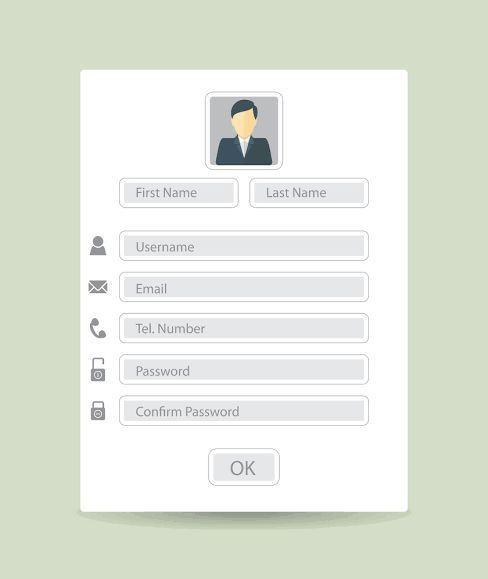 First Name Last Name
Username
Email
Tel. Number
Password
Confirm Password
OK